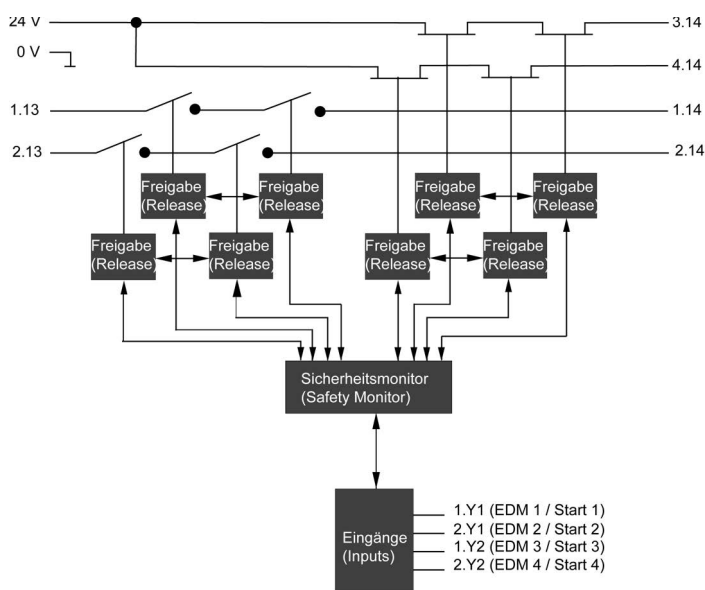 24 V
3.14
0 V
4.14
1.13
1.14
2.13
2.14
Freigabe
(Release)
Freigabe
(Release)
Freigabe
(Release)
Freigabe
(Release)
Freigabe
(Release)
Freigabe
(Release)
Freigabe
(Release)
Freigabe
(Release)
Sicherheitsmonitor
(Safety Monitor)
Eingänge
(Inputs)
1.Y1 (EDM 1 / Start 1)
2.Y1 (EDM 2 / Start 2)
1.Y2 (EDM 3 / Start 3)
2.Y2 (EDM 4 / Start 4)